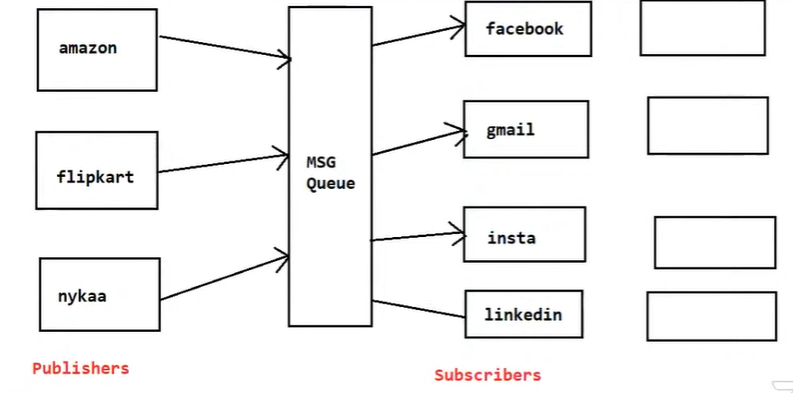 amazon
flipkart
nykaa
Publishers
MSG
Queue
facebook
gmail
insta
linkedin
Subscribers